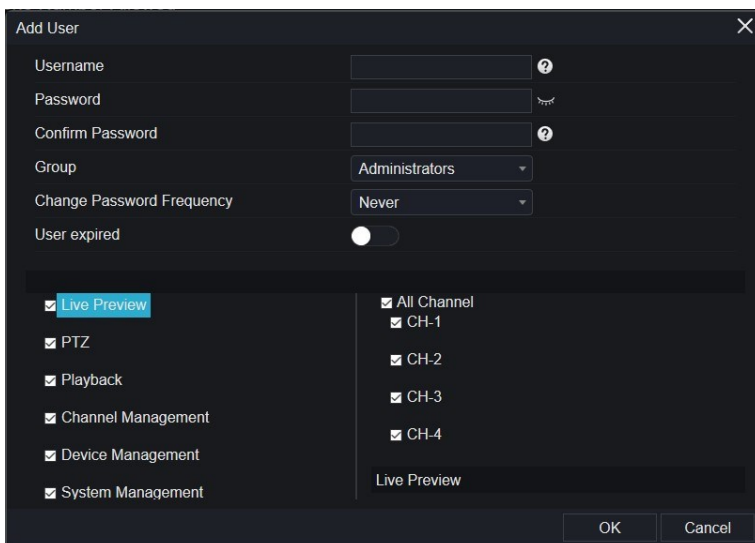 Add User
Username
Password
Confirm Password
Group Administrators
Change Password Frequency Never
User expired
Live Preview
PTZ
Playback
Channel Management
Device Management
System Management
All Channel
CH-1
CH-2
CH-3
CH-4
Live Preview
OK Cancel